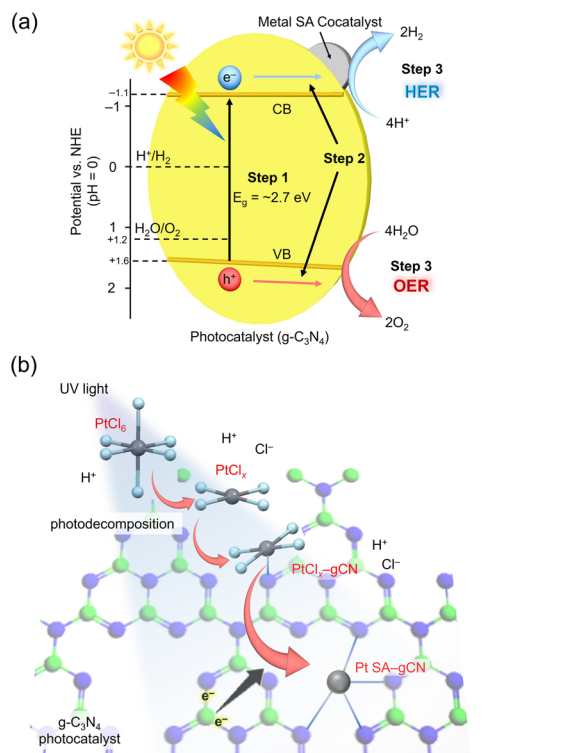 (a)
Metal SA Cocatalyst
2H₂
e⁻
Step 3
HER
–1.1
–1
CB
4H⁺
Potential vs. NHE
(pH = 0)
H⁺/H₂
0
Step 2
Step 1
E_g = ~2.7 eV
1
H₂O/O₂
+1.2
4H₂O
+1.6
VB
Step 3
h⁺
OER
2
2O₂
Photocatalyst (g-C₃N₄)
(b)
UV light
PtCl₆
H⁺
Cl⁻
H⁺
PtClₓ
photodecomposition
H⁺
PtClₓ–gCN
Cl⁻
Pt SA–gCN
e⁻
e⁻
g-C₃N₄
photocatalyst